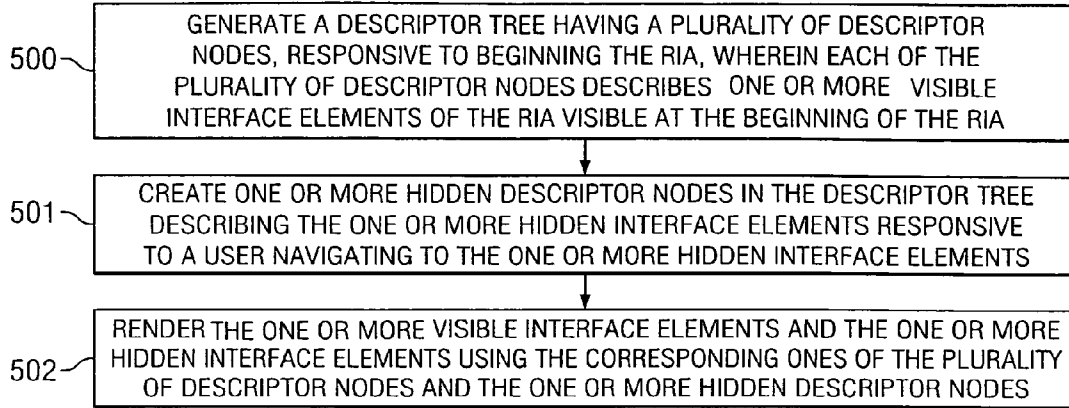 500
GENERATE A DESCRIPTOR TREE HAVING A PLURALITY OF DESCRIPTOR
NODES, RESPONSIVE TO BEGINNING THE RIA, WHEREIN EACH OF THE
PLURALITY OF DESCRIPTOR NODES DESCRIBES ONE OR MORE VISIBLE
INTERFACE ELEMENTS OF THE RIA VISIBLE AT THE BEGINNING OF THE RIA
501
CREATE ONE OR MORE HIDDEN DESCRIPTOR NODES IN THE DESCRIPTOR TREE
DESCRIBING THE ONE OR MORE HIDDEN INTERFACE ELEMENTS RESPONSIVE
TO A USER NAVIGATING TO THE ONE OR MORE HIDDEN INTERFACE ELEMENTS
502
RENDER THE ONE OR MORE VISIBLE INTERFACE ELEMENTS AND THE ONE OR MORE
HIDDEN INTERFACE ELEMENTS USING THE CORRESPONDING ONES OF THE PLURALITY
OF DESCRIPTOR NODES AND THE ONE OR MORE HIDDEN DESCRIPTOR NODES